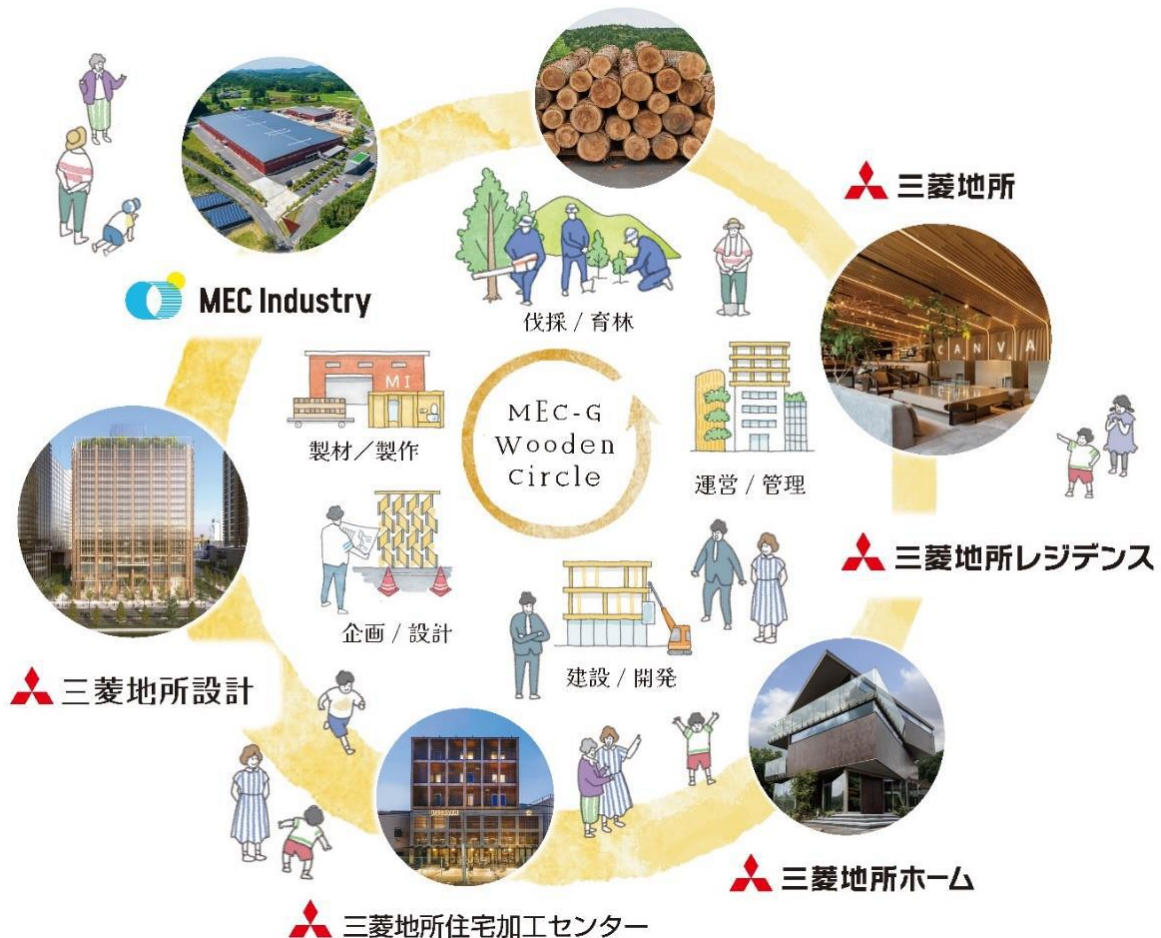 三菱地所
MEC Industry
CANVA
伐採 / 育林
MI
製材／製作
MEC-G
Wooden
Circle
運営 / 管理
三菱地所レジデンス
企画 / 設計
建設 / 開発
三菱地所設計
三菱地所ホーム
三菱地所住宅加工センター